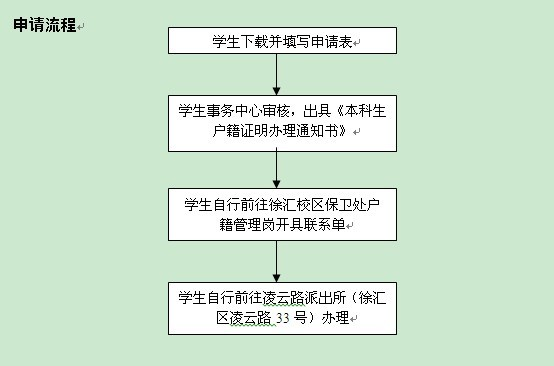 申请流程
学生下载并填写申请表
学生事务中心审核，出具《本科生
户籍证明办理通知书》
学生自行前往徐汇校区保卫处户
籍管理岗开具联系单
学生自行前往凌云路派出所（徐汇
区凌云路 33 号）办理